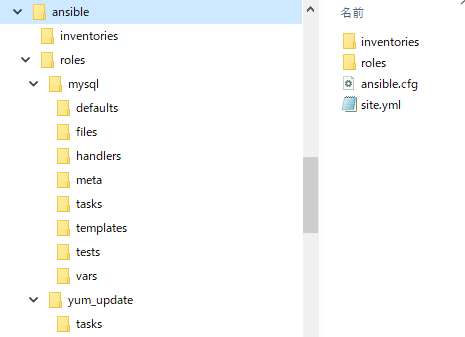 ansible
inventories
roles
mysql
defaults
files
handlers
meta
tasks
templates
tests
vars
yum_update
tasks
名前
inventories
roles
ansible.cfg
site.yml